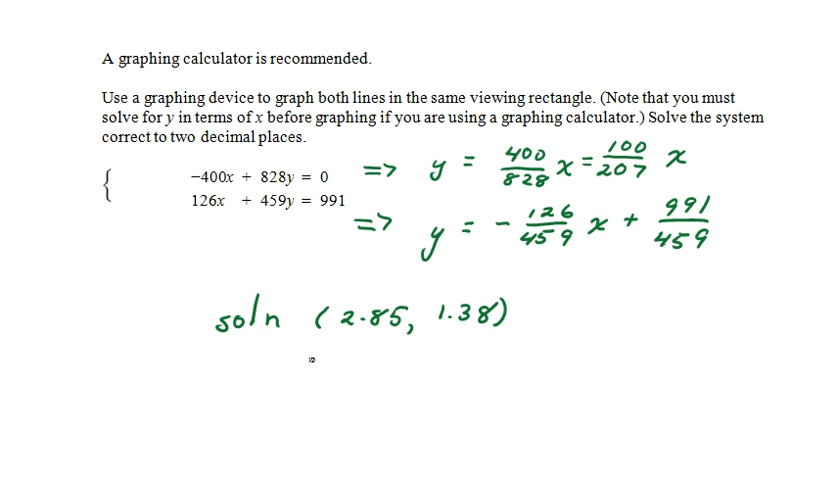 A graphing calculator is recommended.
Use a graphing device to graph both lines in the same viewing rectangle. (Note that you must
solve for y in terms of x before graphing if you are using a graphing calculator.) Solve the system
correct to two decimal places.
{ −400x + 828y = 0 => y = 400/828 x = 100/207 x
126x + 459y = 991 => y = - 126/459 x + 991/459
soln (2.85, 1.38)